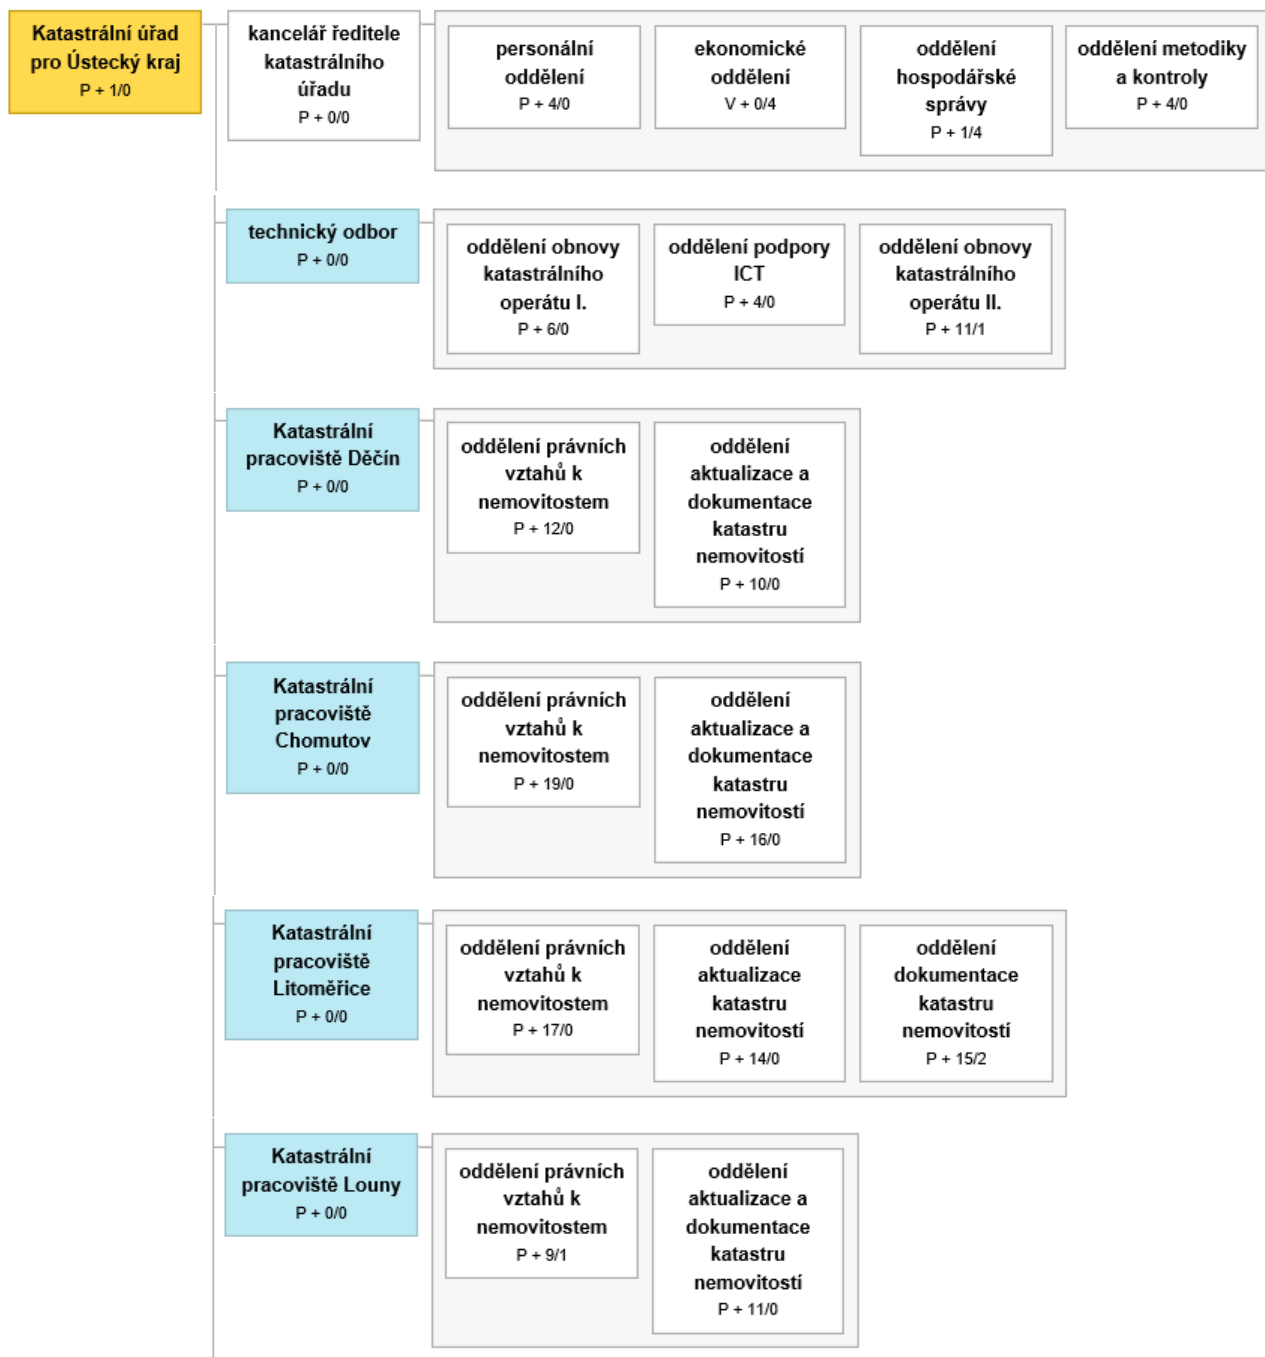 Katastrální úřad
pro Ústecký kraj
P + 1/0
kancelář ředitele
katastrálního
úřadu
P + 0/0
personální
oddělení
P + 4/0
ekonomické
oddělení
V + 0/4
oddělení
hospodářské
správy
P + 1/4
oddělení metodiky
a kontroly
P + 4/0
technický odbor
P + 0/0
oddělení obnovy
katastrálního
operátu I.
P + 6/0
oddělení podpory
ICT
P + 4/0
oddělení obnovy
katastrálního
operátu II.
P + 11/1
Katastrální
pracoviště Děčín
P + 0/0
oddělení právních
vztahů k
nemovitostem
P + 12/0
oddělení
aktualizace a
dokumentace
katastru
nemovitostí
P + 10/0
Katastrální
pracoviště
Chomutov
P + 0/0
oddělení právních
vztahů k
nemovitostem
P + 19/0
oddělení
aktualizace a
dokumentace
katastru
nemovitostí
P + 16/0
Katastrální
pracoviště
Litoměřice
P + 0/0
oddělení právních
vztahů k
nemovitostem
P + 17/0
oddělení
aktualizace
katastru
nemovitostí
P + 14/0
oddělení
dokumentace
katastru
nemovitostí
P + 15/2
Katastrální
pracoviště Louny
P + 0/0
oddělení právních
vztahů k
nemovitostem
P + 9/1
oddělení
aktualizace a
dokumentace
katastru
nemovitostí
P + 11/0